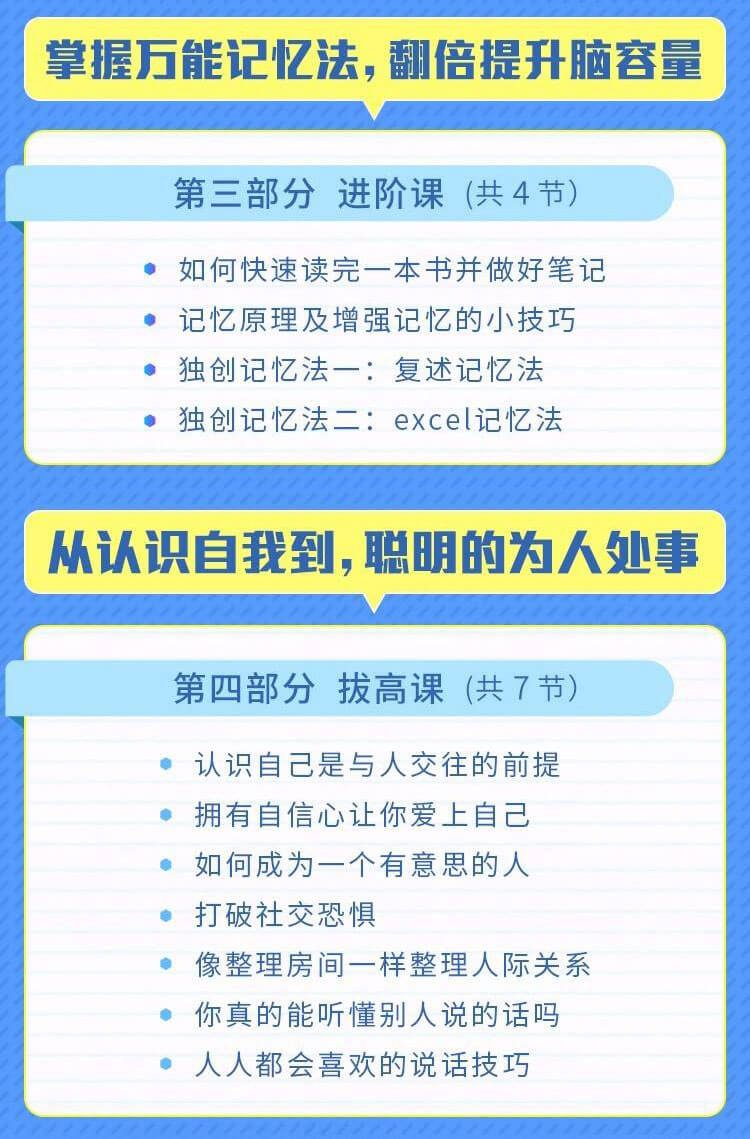 掌握万能记忆法，翻倍提升脑容量
第三部分 进阶课 (共 4 节)
如何快速读完一本书并做好笔记
记忆原理及增强记忆的小技巧
独创记忆法一：复述记忆法
独创记忆法二：excel记忆法
从认识自我到，聪明的为人处事
第四部分 拔高课 (共 7 节)
认识自己是与人交往的前提
拥有自信心让你爱上自己
如何成为一个有意思的人
打破社交恐惧
像整理房间一样整理人际关系
你真的能听懂别人说的话吗
人人都会喜欢的说话技巧